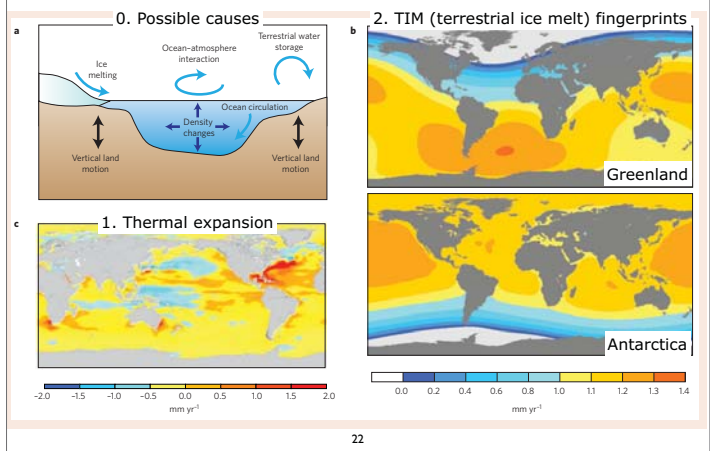 0. Possible causes
a
Ice
melting
Ocean–atmosphere
interaction
Terrestrial water
storage
Ocean circulation
Density
changes
Vertical land
motion
Vertical land
motion
c
1. Thermal expansion
-2.0 -1.5 -1.0 -0.5 0.0 0.5 1.0 1.5 2.0
mm yr⁻¹
2. TIM (terrestrial ice melt) fingerprints
b
Greenland
Antarctica
0.0 0.2 0.4 0.6 0.8 1.0 1.1 1.2 1.3 1.4
mm yr⁻¹
22